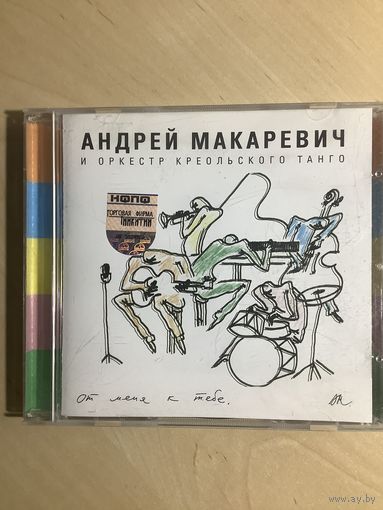 АНДРЕЙ МАКАРЕВИЧ
И ОРКЕСТР КРЕОЛЬСКОГО ТАНГО
НФПФ
ТОРГОВАЯ ФИРМА
НИКИТИН
От меня к тебе.
АМ
www.ay.by